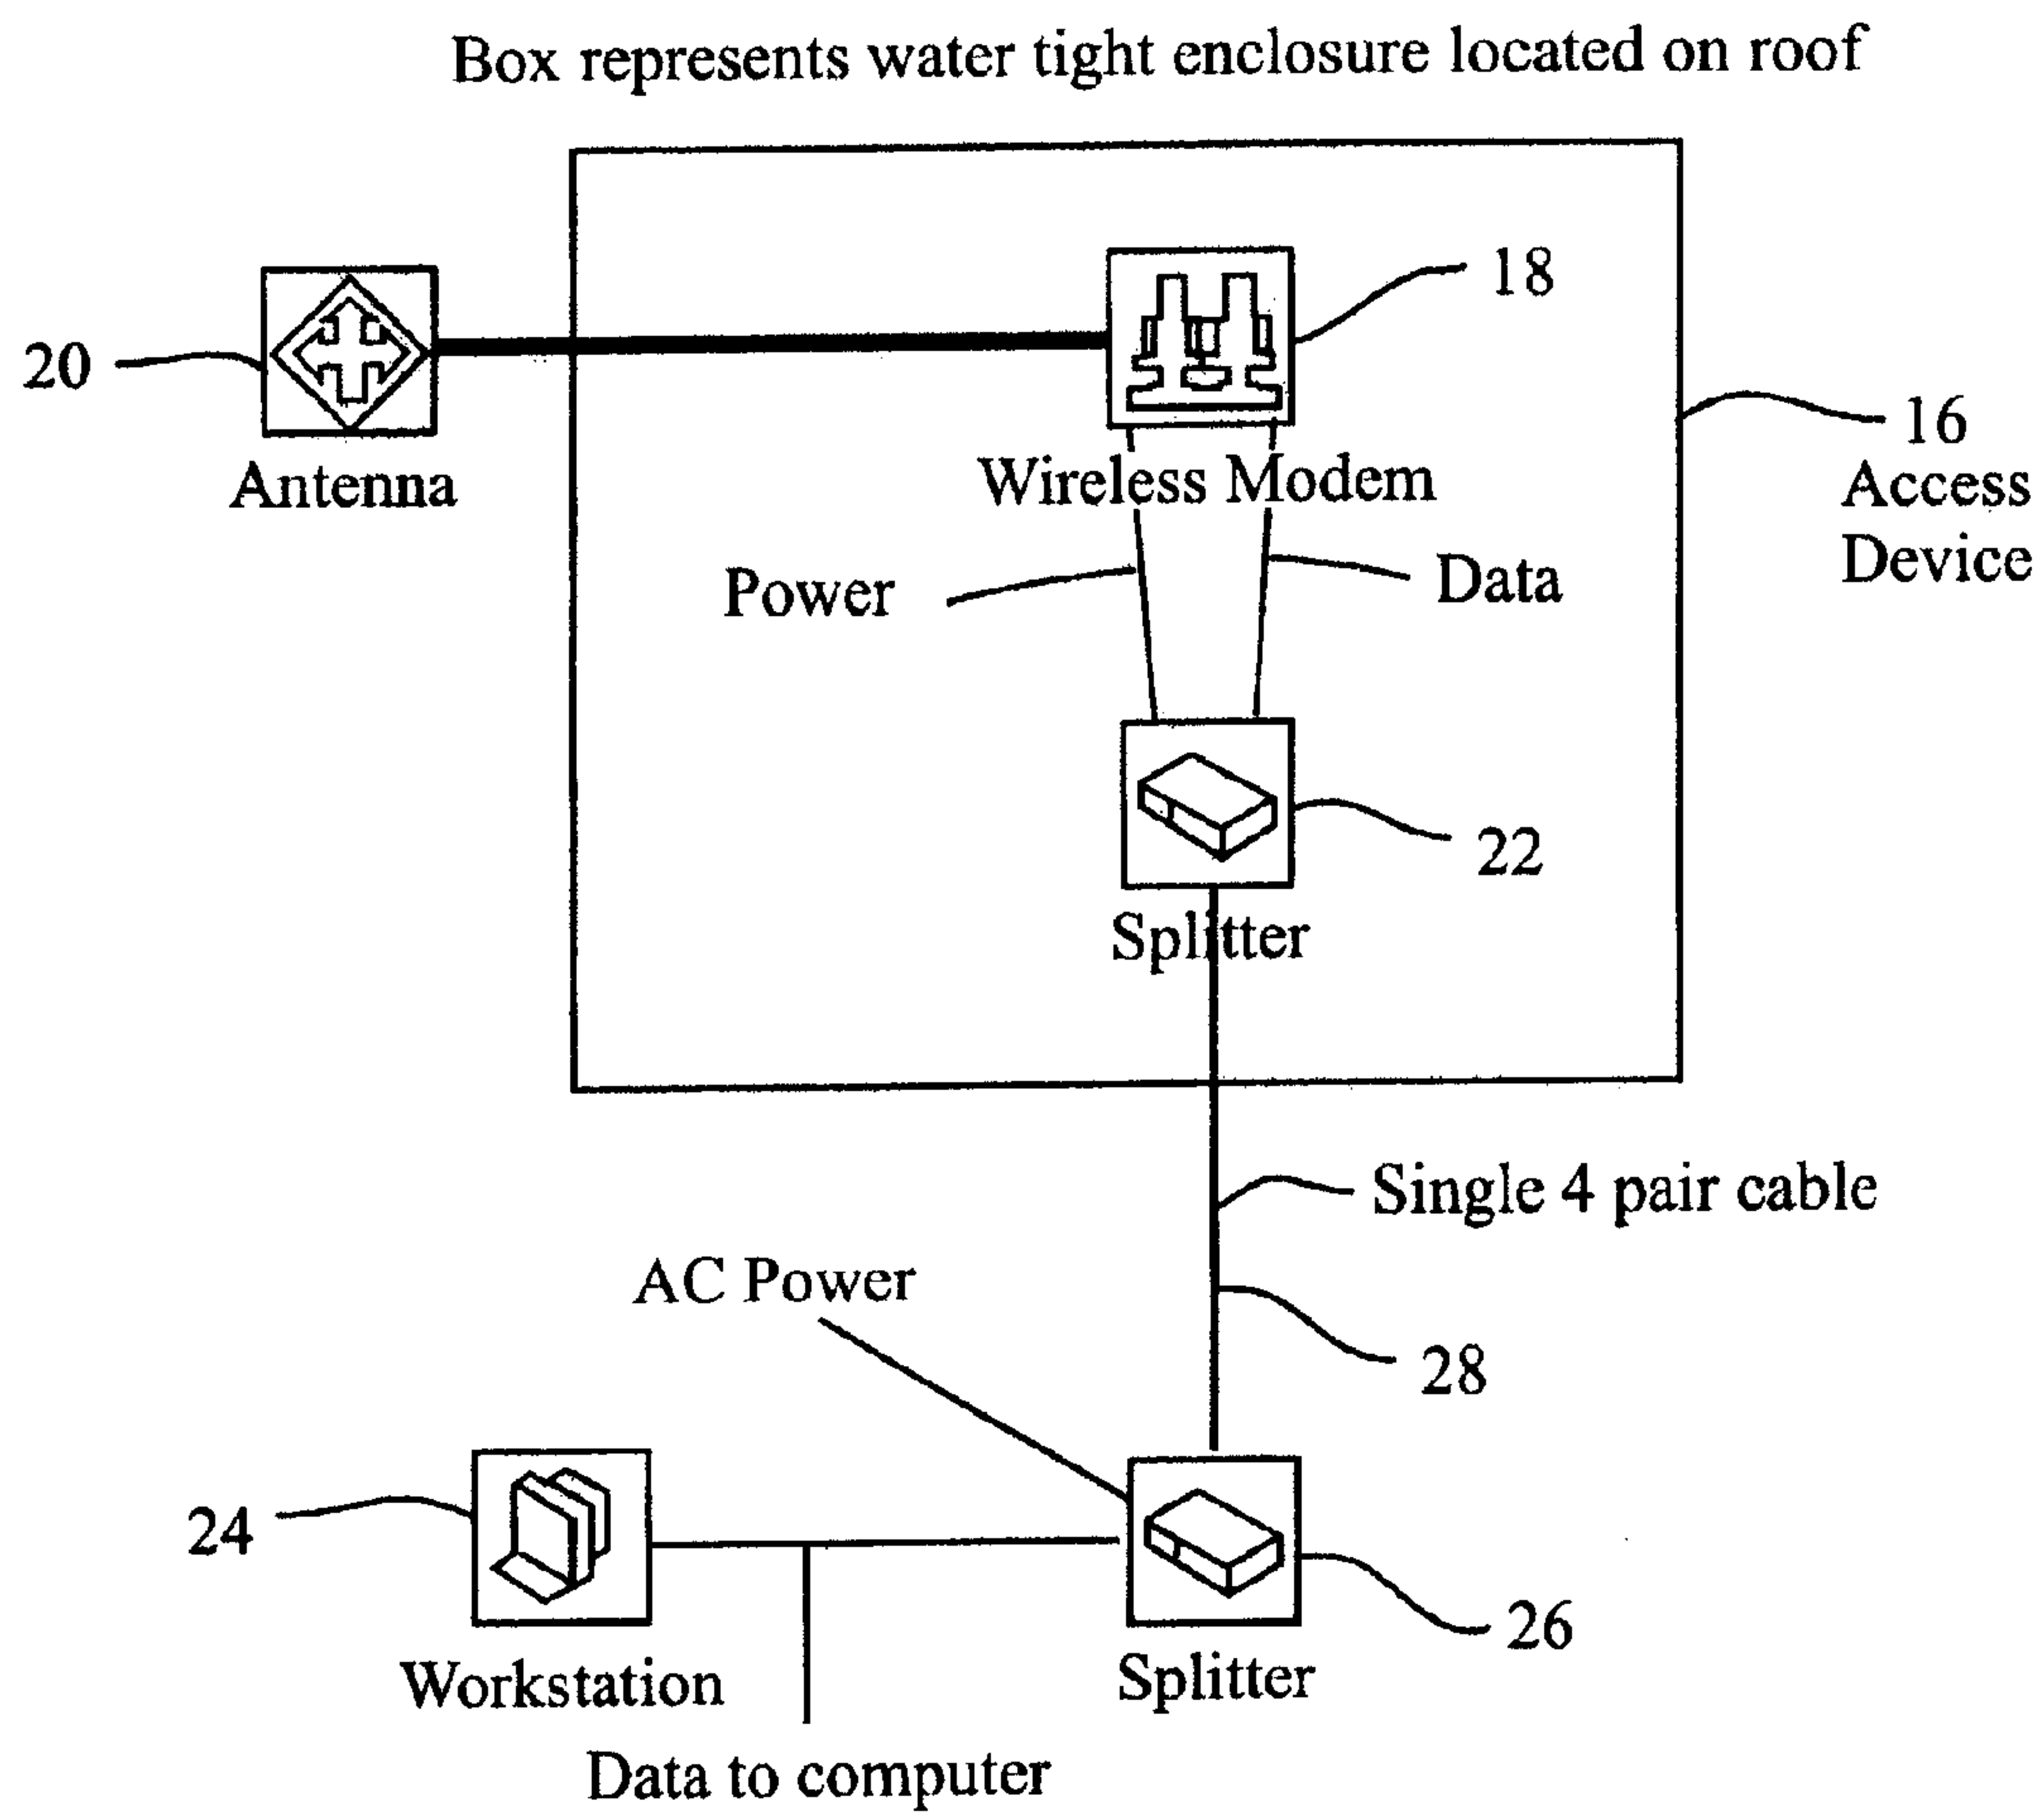 Box represents water tight enclosure located on roof
18
20
16
Antenna
Wireless Modem
Access
Device
Power
Data
22
Splitter
Single 4 pair cable
AC Power
28
24
26
Workstation
Splitter
Data to computer